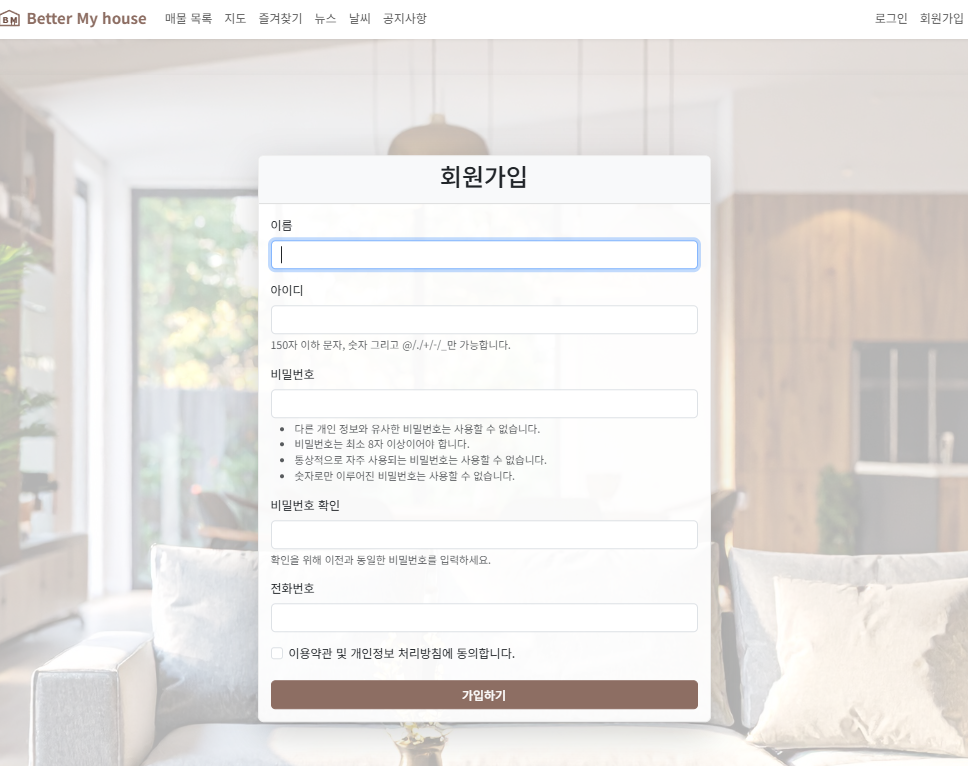 BM Better My house 매물 목록 지도 즐겨찾기 뉴스 날씨 공지사항 로그인 회원가입
회원가입
이름
아이디
150자 이하 문자, 숫자 그리고 @/./+/-/_만 가능합니다.
비밀번호
• 다른 개인 정보와 유사한 비밀번호는 사용할 수 없습니다.
• 비밀번호는 최소 8자 이상이어야 합니다.
• 통상적으로 자주 사용되는 비밀번호는 사용할 수 없습니다.
• 숫자로만 이루어진 비밀번호는 사용할 수 없습니다.
비밀번호 확인
확인을 위해 이전과 동일한 비밀번호를 입력하세요.
전화번호
이용약관 및 개인정보 처리방침에 동의합니다.
가입하기